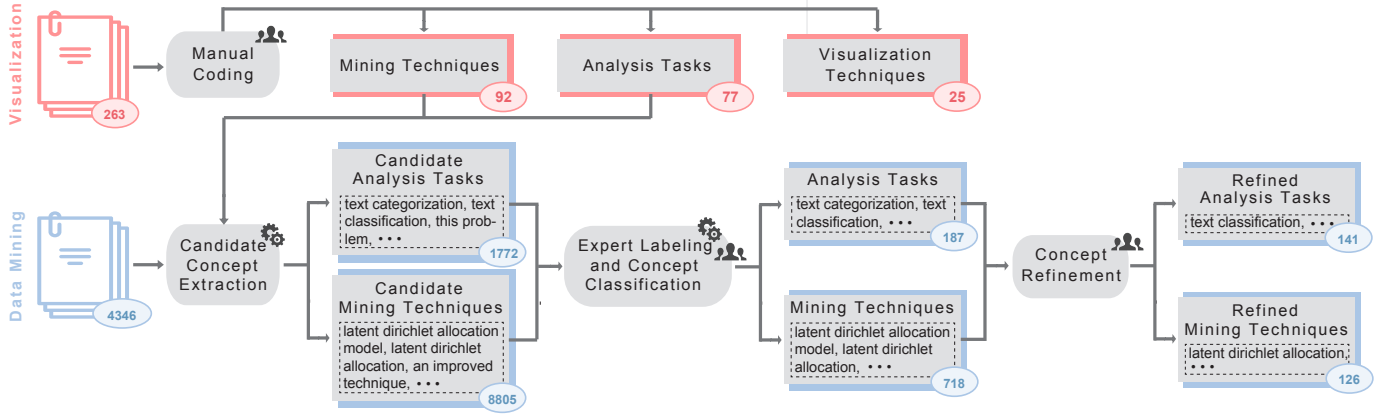 Visualization
263
Manual
Coding
Mining Techniques
92
Analysis Tasks
77
Visualization
Techniques
25
Data Mining
4346
Candidate
Concept
Extraction
Candidate
Analysis Tasks
text categorization, text
classification, this prob-
lem, •••
1772
Candidate
Mining Techniques
latent dirichlet allocation
model, latent dirichlet
allocation, an improved
technique, •••
8805
Expert Labeling
and Concept
Classification
Analysis Tasks
text categorization, text
classification, •••
187
Mining Techniques
latent dirichlet allocation
model, latent dirichlet
allocation, •••
718
Concept
Refinement
Refined
Analysis Tasks
text classification, •••
141
Refined
Mining Techniques
latent dirichlet allocation,
•••
126